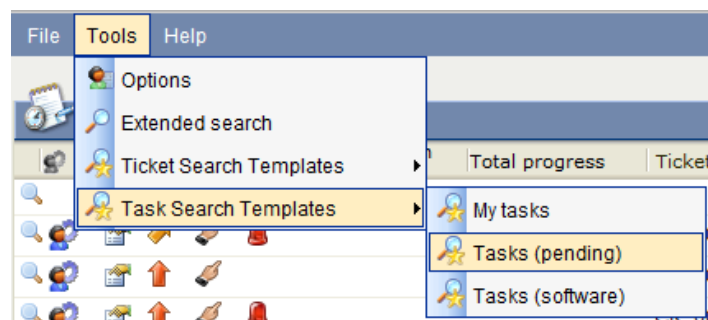 File Tools Help
Options
Extended search
Ticket Search Templates
Total progress Ticket
Task Search Templates
My tasks
Tasks (pending)
Tasks (software)